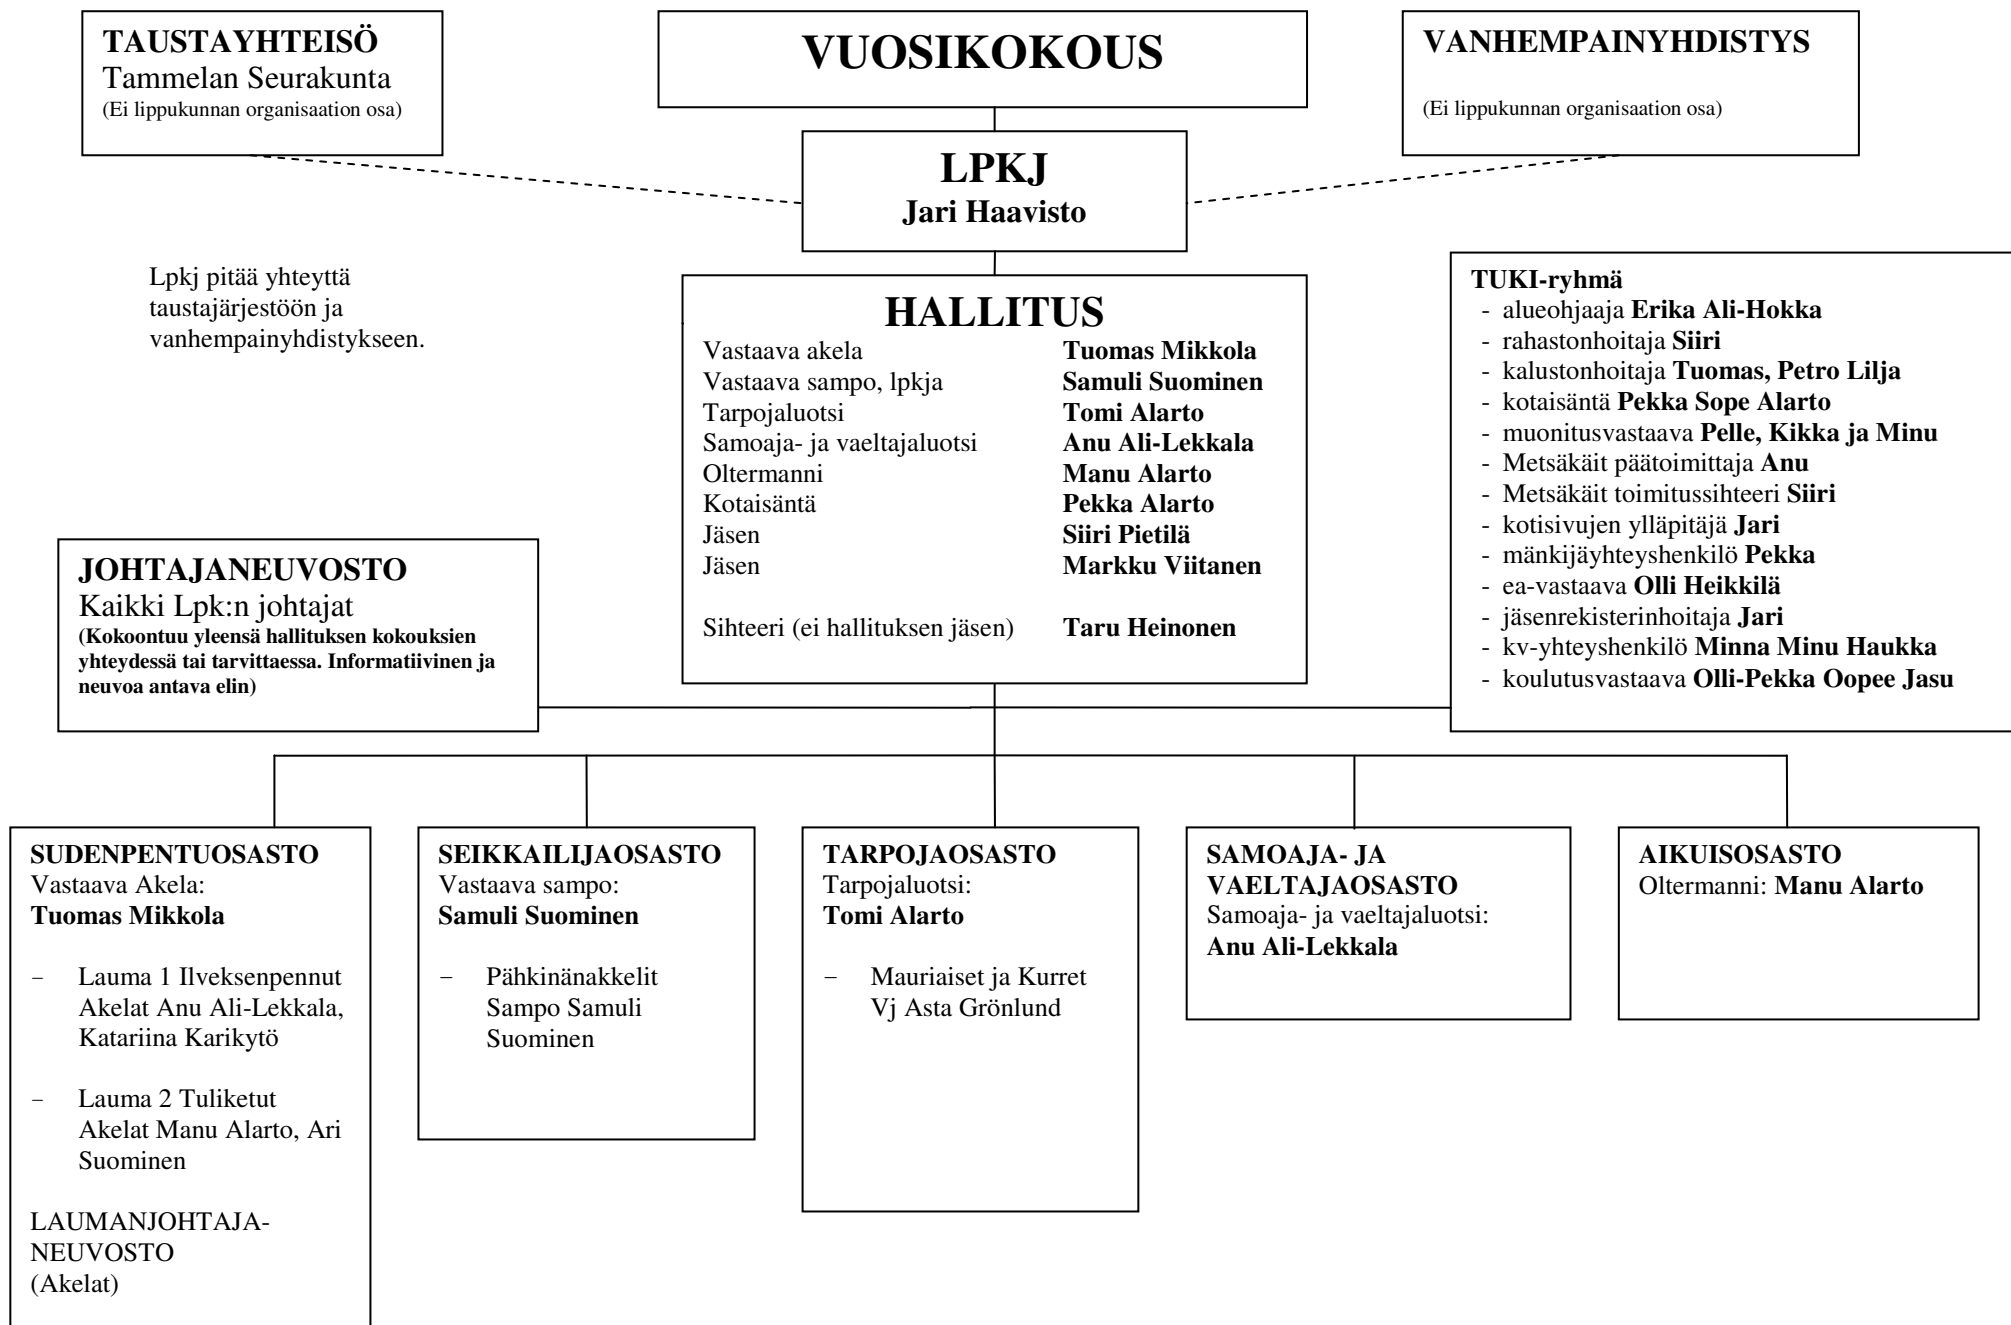 TAUSTAYHTEISÖ
Tammelan Seurakunta
(Ei lippukunnan organisaation osa)
VUOSIKOKOUS
VANHEMPAINYHDISTYS
(Ei lippukunnan organisaation osa)
LPKJ
Jari Haavisto
Lpkj pitää yhteyttä
taustajärjestöön ja
vanhempainyhdistykseen.
HALLITUS
Vastaava akela Tuomas Mikkola
Vastaava sampo, lpkja Samuli Suominen
Tarpojaluotsi Tomi Alarto
Samoaja- ja vaeltajaluotsi Anu Ali-Lekkala
Oltermanni Manu Alarto
Kotaisäntä Pekka Alarto
Jäsen Siiri Pietilä
Jäsen Markku Viitanen
Sihteeri (ei hallituksen jäsen) Taru Heinonen
TUKI-ryhmä
- alueohjaaja Erika Ali-Hokka
- rahastonhoitaja Siiri
- kalustonhoitaja Tuomas, Petro Lilja
- kotaisäntä Pekka Sope Alarto
- muonitusvastaava Pelle, Kikka ja Minu
- Metsäkäit päätoimittaja Anu
- Metsäkäit toimitussihteeri Siiri
- kotisivujen ylläpitäjä Jari
- mänkijäyhteyshenkilö Pekka
- ea-vastaava Olli Heikkilä
- jäsenrekisterinhoitaja Jari
- kv-yhteyshenkilö Minna Minu Haukka
- koulutusvastaava Olli-Pekka Oopee Jasu
JOHTAJANEUVOSTO
Kaikki Lpk:n johtajat
(Kokoontuu yleensä hallituksen kokouksien
yhteydessä tai tarvittaessa. Informatiivinen ja
neuvoa antava elin)
SUDENPENTUOSASTO
Vastaava Akela:
Tuomas Mikkola
- Lauma 1 Ilveksenpennut
Akelat Anu Ali-Lekkala,
Katariina Karikytö
- Lauma 2 Tuliketut
Akelat Manu Alarto, Ari
Suominen
LAUMANJOHTAJA-
NEUVOSTO
(Akelat)
SEIKKAILIJAOSASTO
Vastaava sampo:
Samuli Suominen
- Pähkinänakkelit
Sampo Samuli
Suominen
TARPOJAOSASTO
Tarpojaluotsi:
Tomi Alarto
- Mauriaiset ja Kurret
Vj Asta Grönlund
SAMOAJA- JA
VAELTAJAOSASTO
Samoaja- ja vaeltajaluotsi:
Anu Ali-Lekkala
AIKUISOSASTO
Oltermanni: Manu Alarto